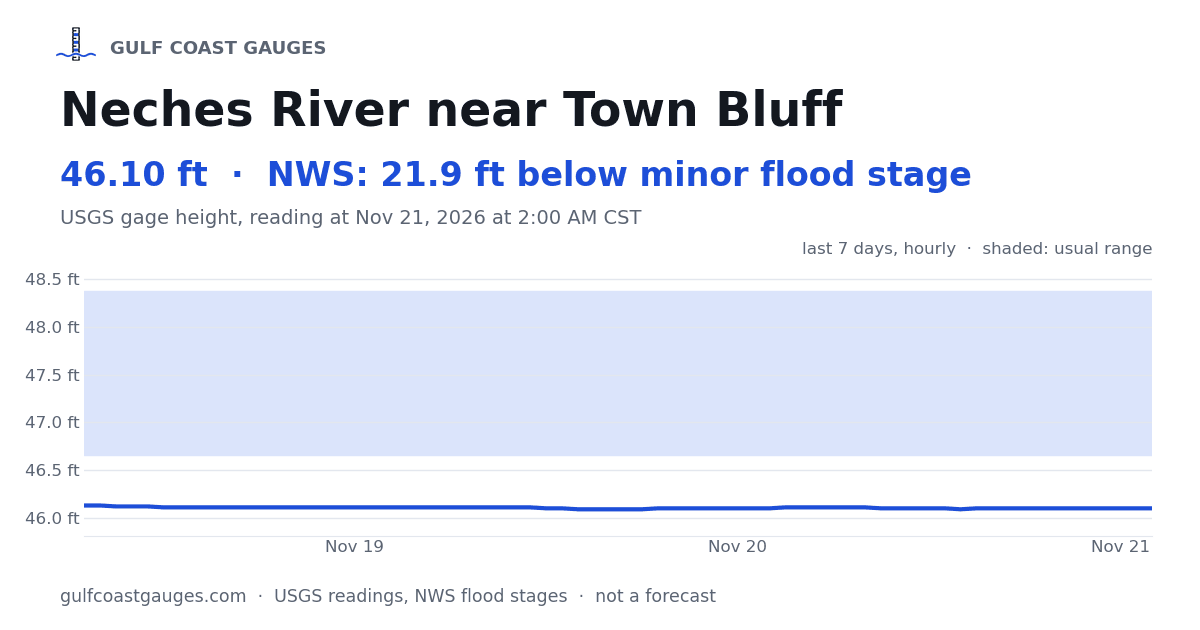 GULF COAST GAUGES
Neches River near Town Bluff
46.10 ft · NWS: 21.9 ft below minor flood stage
USGS gage height, reading at Nov 21, 2026 at 2:00 AM CST
last 7 days, hourly · shaded: usual range
48.5 ft
48.0 ft
47.5 ft
47.0 ft
46.5 ft
46.0 ft
Nov 19 Nov 20 Nov 21
gulfcoastgauges.com · USGS readings, NWS flood stages · not a forecast